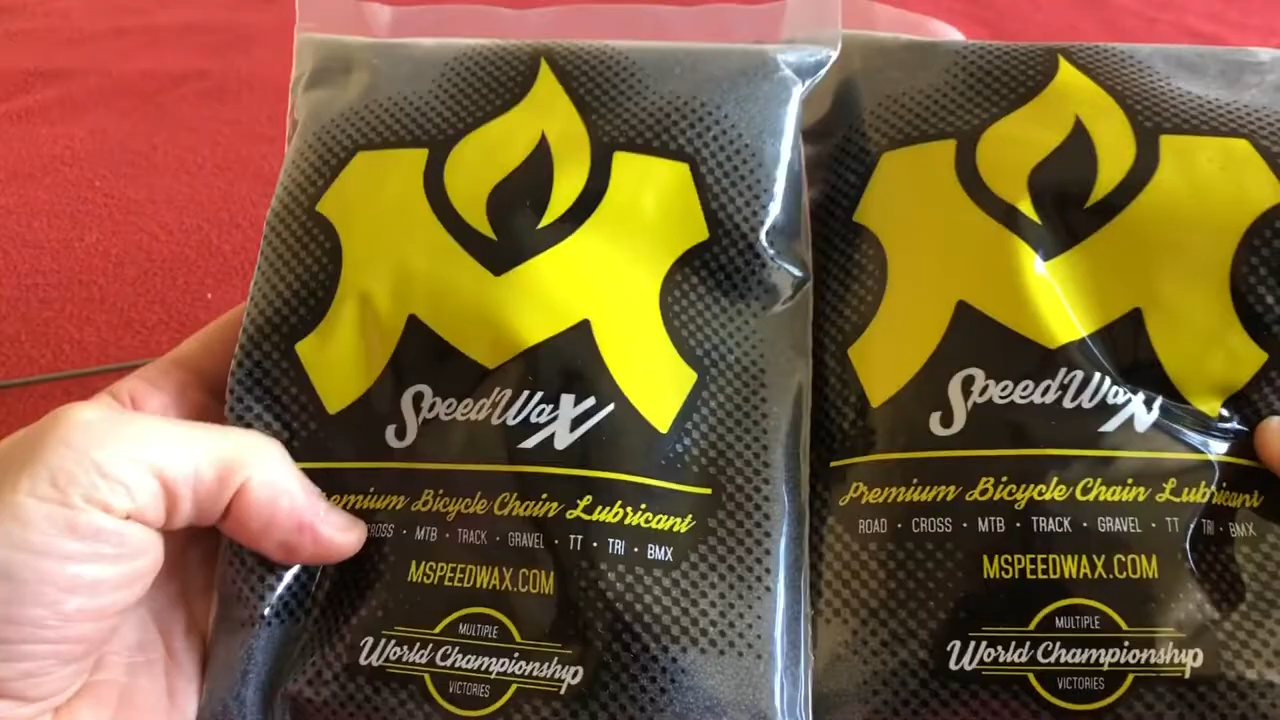 SpeedWax
Bicycle Chain Lubricant
CROSS • MTB • TRACK • GRAVEL • TT • TRI • BMX
MSPEEDWAX.COM
MULTIPLE
World Championship
VICTORIES
SpeedWax
Premium Bicycle Chain Lubricant
ROAD • CROSS • MTB • TRACK • GRAVEL • TT • TRI • BMX
MSPEEDWAX.COM
MULTIPLE
World Championship
VICTORIES